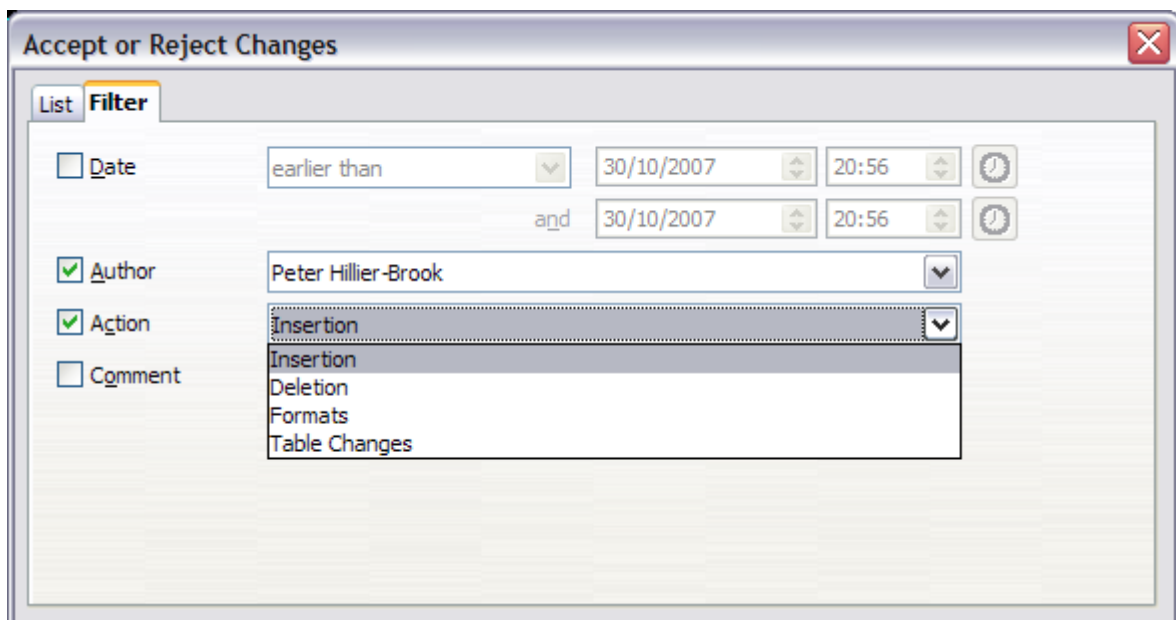 Accept or Reject Changes
List Filter
Date earlier than 30/10/2007 20:56
and 30/10/2007 20:56
Author Peter Hillier-Brook
Action Insertion
Insertion
Comment
Deletion
Formats
Table Changes